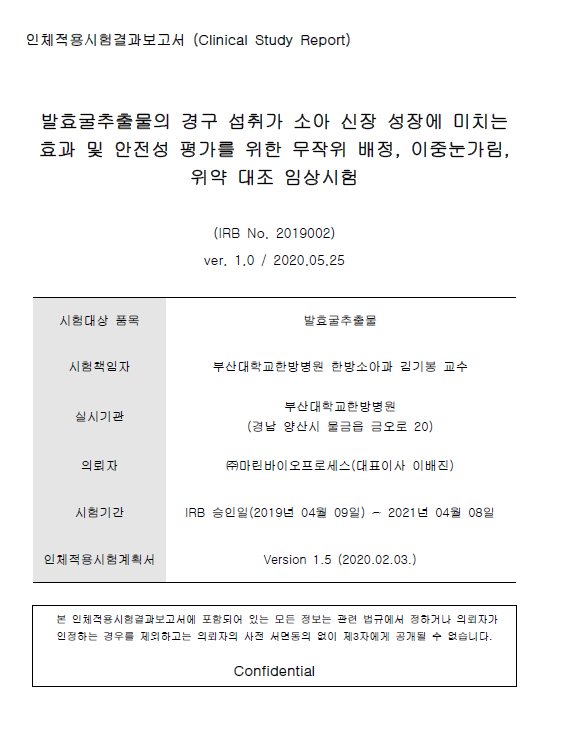 인체적용시험결과보고서 (Clinical Study Report)
발효굴추출물의 경구 섭취가 소아 신장 성장에 미치는
효과 및 안전성 평가를 위한 무작위 배정, 이중눈가림,
위약 대조 임상시험
(IRB No. 2019002)
ver. 1.0 / 2020.05.25
시험대상 품목 발효굴추출물
시험책임자 부산대학교한방병원 한방소아과 김기봉 교수
실시기관 부산대학교한방병원
(경남 양산시 물금읍 금오로 20)
의뢰자 ㈜마린바이오프로세스(대표이사 이배진)
시험기간 IRB 승인일(2019년 04월 09일) ~ 2021년 04월 08일
인체적용시험계획서 Version 1.5 (2020.02.03.)
본 인체적용시험결과보고서에 포함되어 있는 모든 정보는 관련 법규에서 정하거나 의뢰자가
인정하는 경우를 제외하고는 의뢰자의 사전 서면동의 없이 제3자에게 공개될 수 없습니다.
Confidential